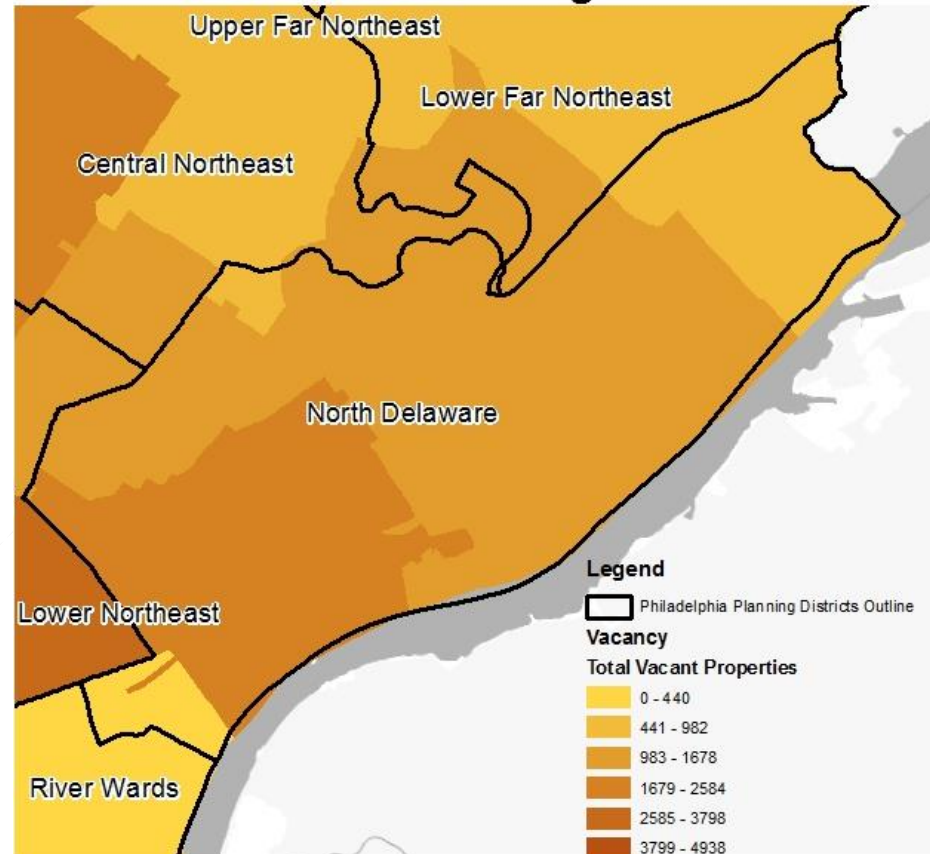 Upper Far Northeast
Lower Far Northeast
Central Northeast
North Delaware
Lower Northeast
River Wards
Legend
Philadelphia Planning Districts Outline
Vacancy
Total Vacant Properties
0 - 440
441 - 982
983 - 1678
1679 - 2584
2585 - 3798
3799 - 4938